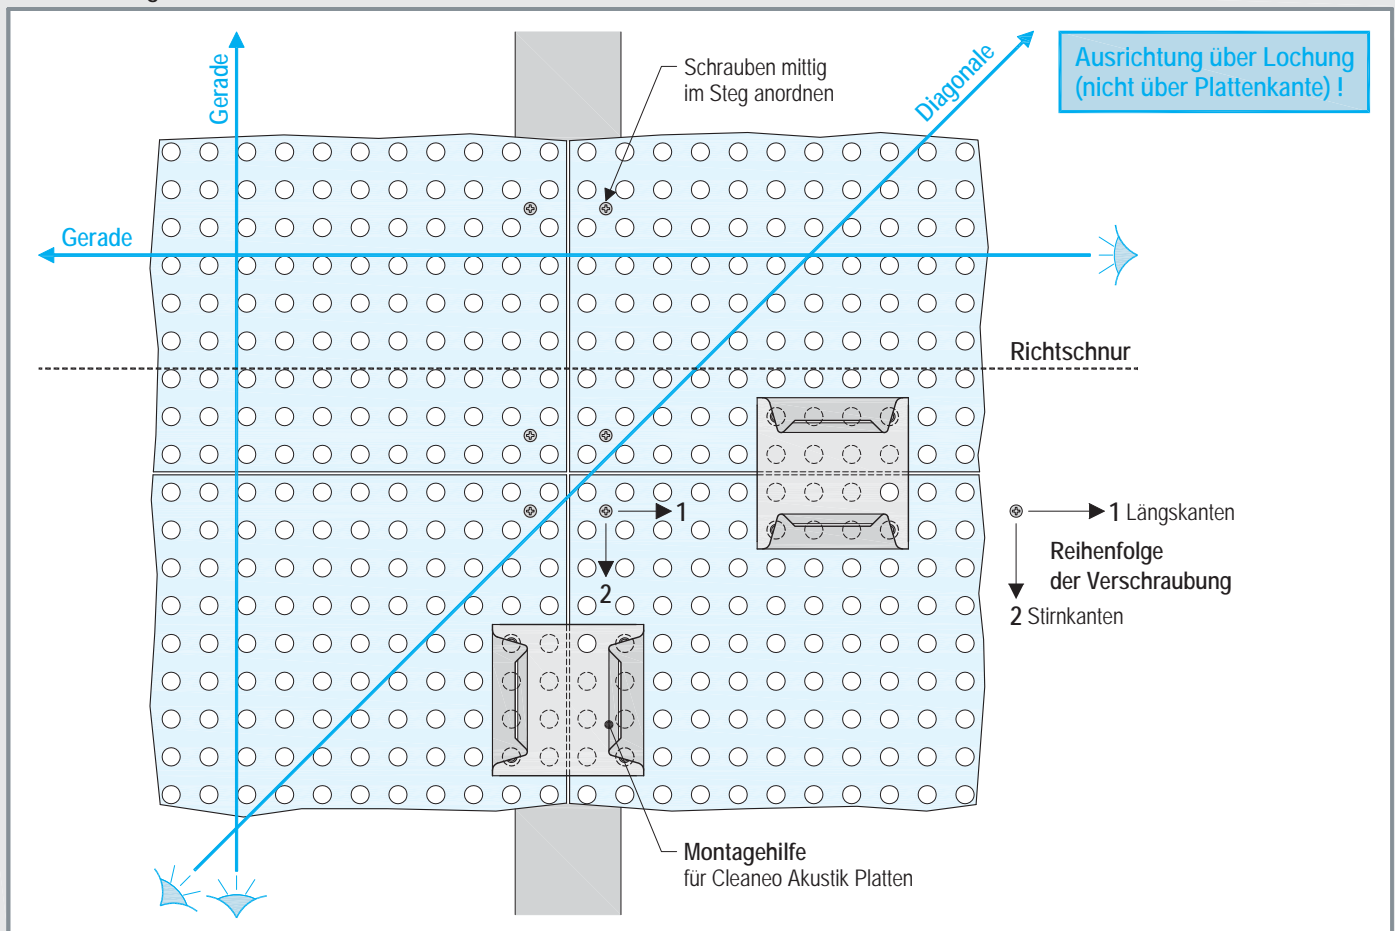 Gerade
Schrauben mittig
im Steg anordnen
Diagonale
Ausrichtung über Lochung
(nicht über Plattenkante) !
Gerade
Richtschnur
1
2
1 Längskanten
Reihenfolge
der Verschraubung
2 Stirnkanten
Montagehilfe
für Cleaneo Akustik Platten